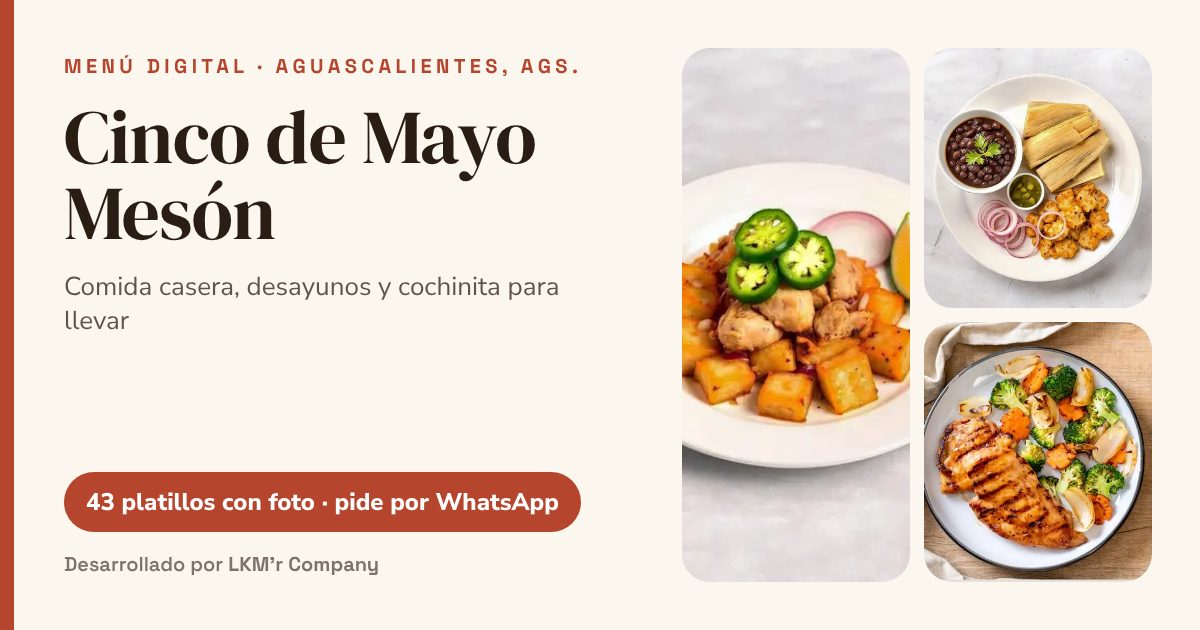 MENÚ DIGITAL · AGUASCALIENTES, AGS.
Cinco de Mayo
Mesón
Comida casera, desayunos y cochinita para
llevar
43 platillos con foto · pide por WhatsApp
Desarrollado por LKM’r Company